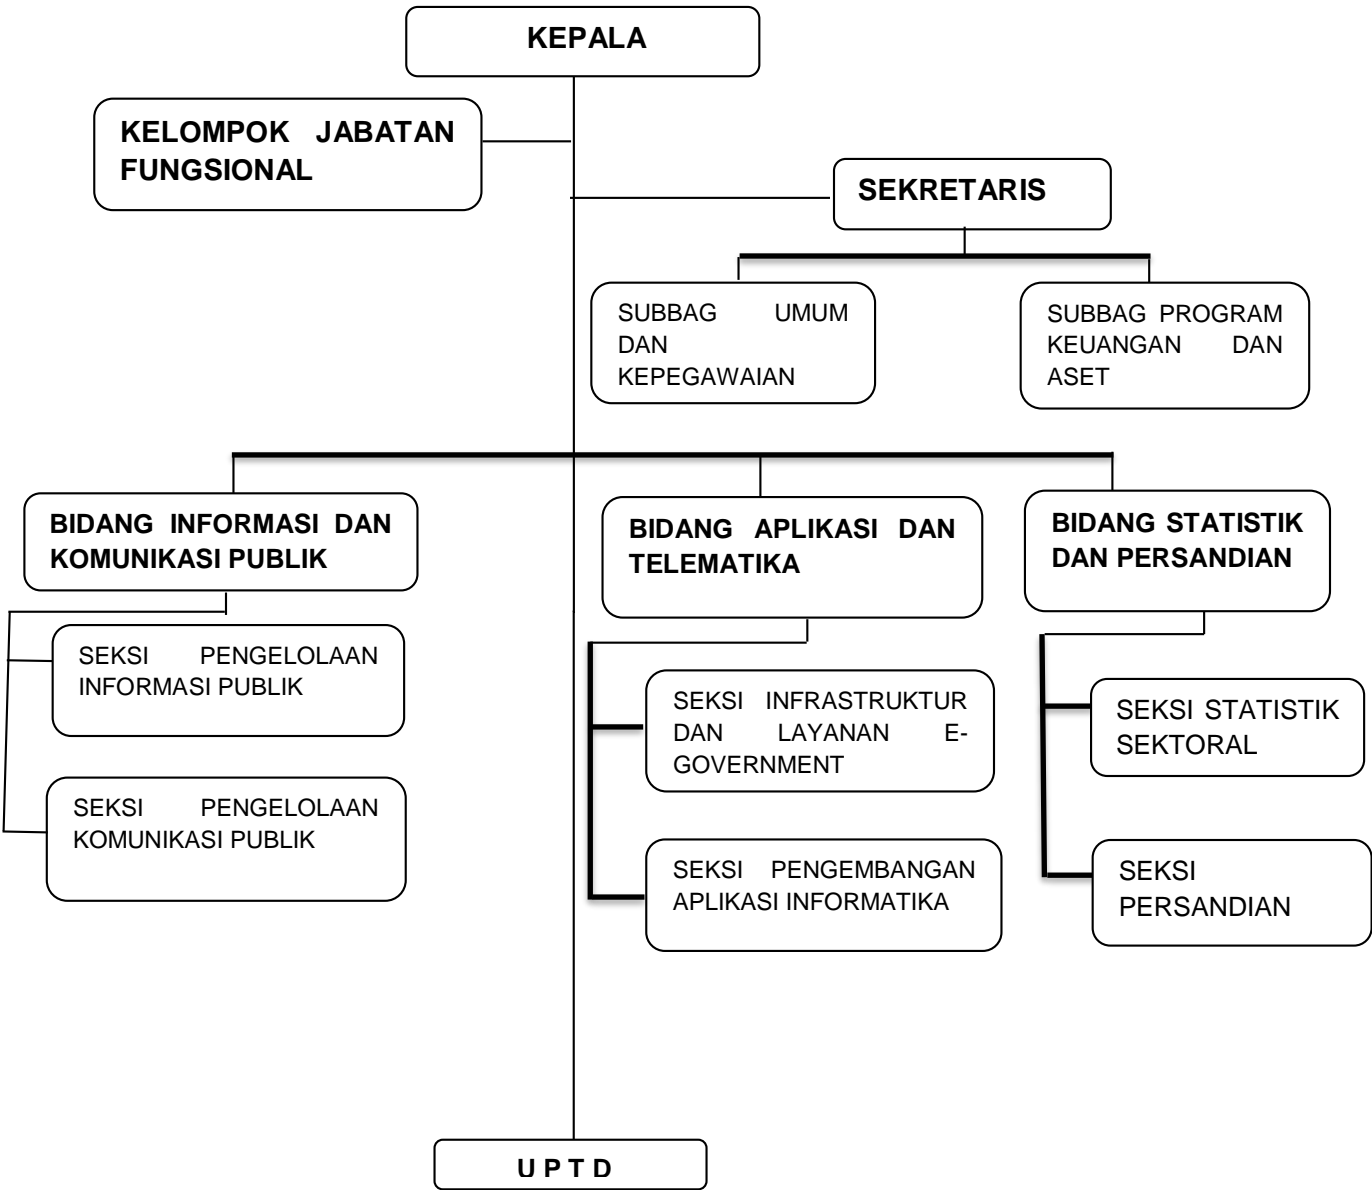 KEPALA
KELOMPOK JABATAN
FUNGSIONAL
SEKRETARIS
SUBBAG UMUM
DAN
KEPEGAWAIAN
SUBBAG PROGRAM
KEUANGAN DAN
ASET
BIDANG INFORMASI DAN
KOMUNIKASI PUBLIK
BIDANG APLIKASI DAN
TELEMATIKA
BIDANG STATISTIK
DAN PERSANDIAN
SEKSI PENGELOLAAN
INFORMASI PUBLIK
SEKSI PENGELOLAAN
KOMUNIKASI PUBLIK
SEKSI INFRASTRUKTUR
DAN LAYANAN E-
GOVERNMENT
SEKSI PENGEMBANGAN
APLIKASI INFORMATIKA
SEKSI STATISTIK
SEKTORAL
SEKSI
PERSANDIAN
U P T D